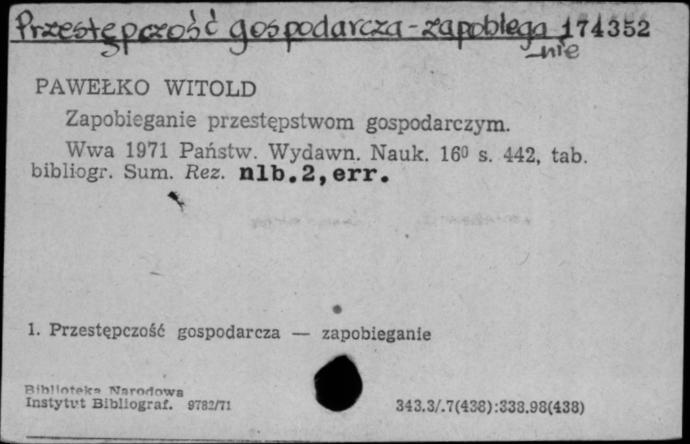 Przestępczość gospodarcza - zapobiega 174352
-nie
PAWEŁKO WITOLD
Zapobieganie przestępstwom gospodarczym.
Wwa 1971 Państw. Wydawn. Nauk. 16⁰ s. 442, tab.
bibliogr. Sum. Rez. nlb.2,err.
1. Przestępczość gospodarcza — zapobieganie
Biblioteka Narodowa
Instytut Bibliograf. 9782/71 343.3/.7(438):338.98(438)